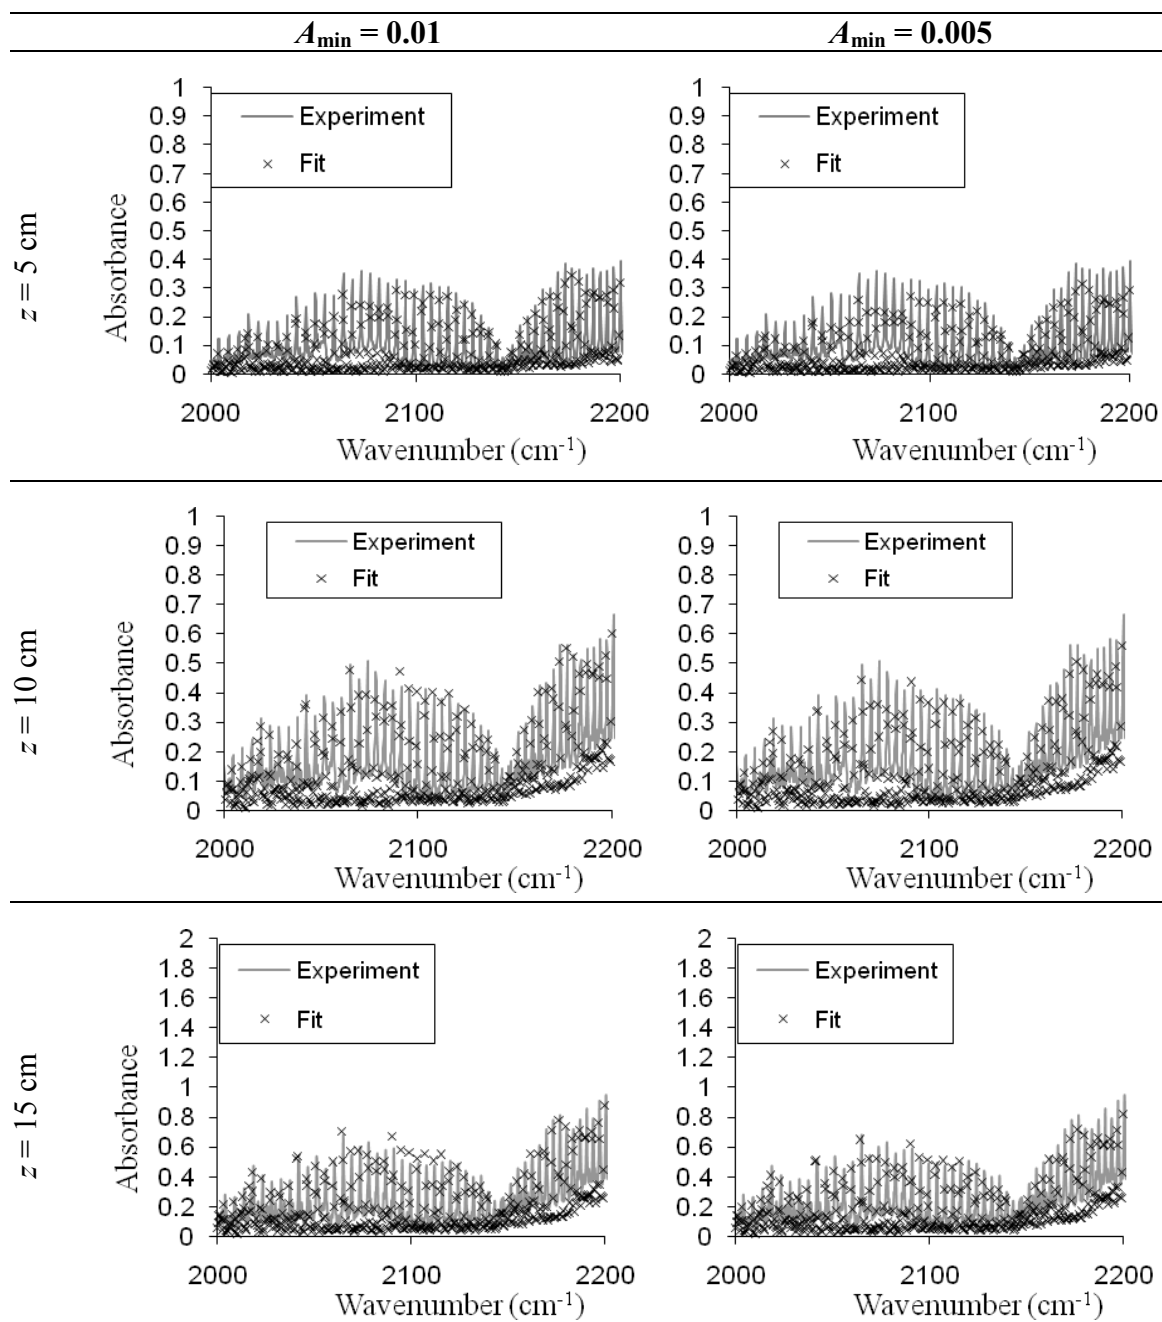 A_min = 0.01 A_min = 0.005
z = 5 cm
Absorbance
1
0.9
0.8
0.7
0.6
0.5
0.4
0.3
0.2
0.1
0
Experiment
Fit
2000 2100 2200
Wavenumber (cm⁻¹)
Experiment
Fit
1
0.9
0.8
0.7
0.6
0.5
0.4
0.3
0.2
0.1
0
2000 2100 2200
Wavenumber (cm⁻¹)
z = 10 cm
Absorbance
1
0.9
0.8
0.7
0.6
0.5
0.4
0.3
0.2
0.1
0
Experiment
Fit
2000 2100 2200
Wavenumber (cm⁻¹)
1
0.9
0.8
0.7
0.6
0.5
0.4
0.3
0.2
0.1
0
Experiment
Fit
2000 2100 2200
Wavenumber (cm⁻¹)
z = 15 cm
Absorbance
2
1.8
1.6
1.4
1.2
1
0.8
0.6
0.4
0.2
0
Experiment
Fit
2000 2100 2200
Wavenumber (cm⁻¹)
2
1.8
1.6
1.4
1.2
1
0.8
0.6
0.4
0.2
0
Experiment
Fit
2000 2100 2200
Wavenumber (cm⁻¹)